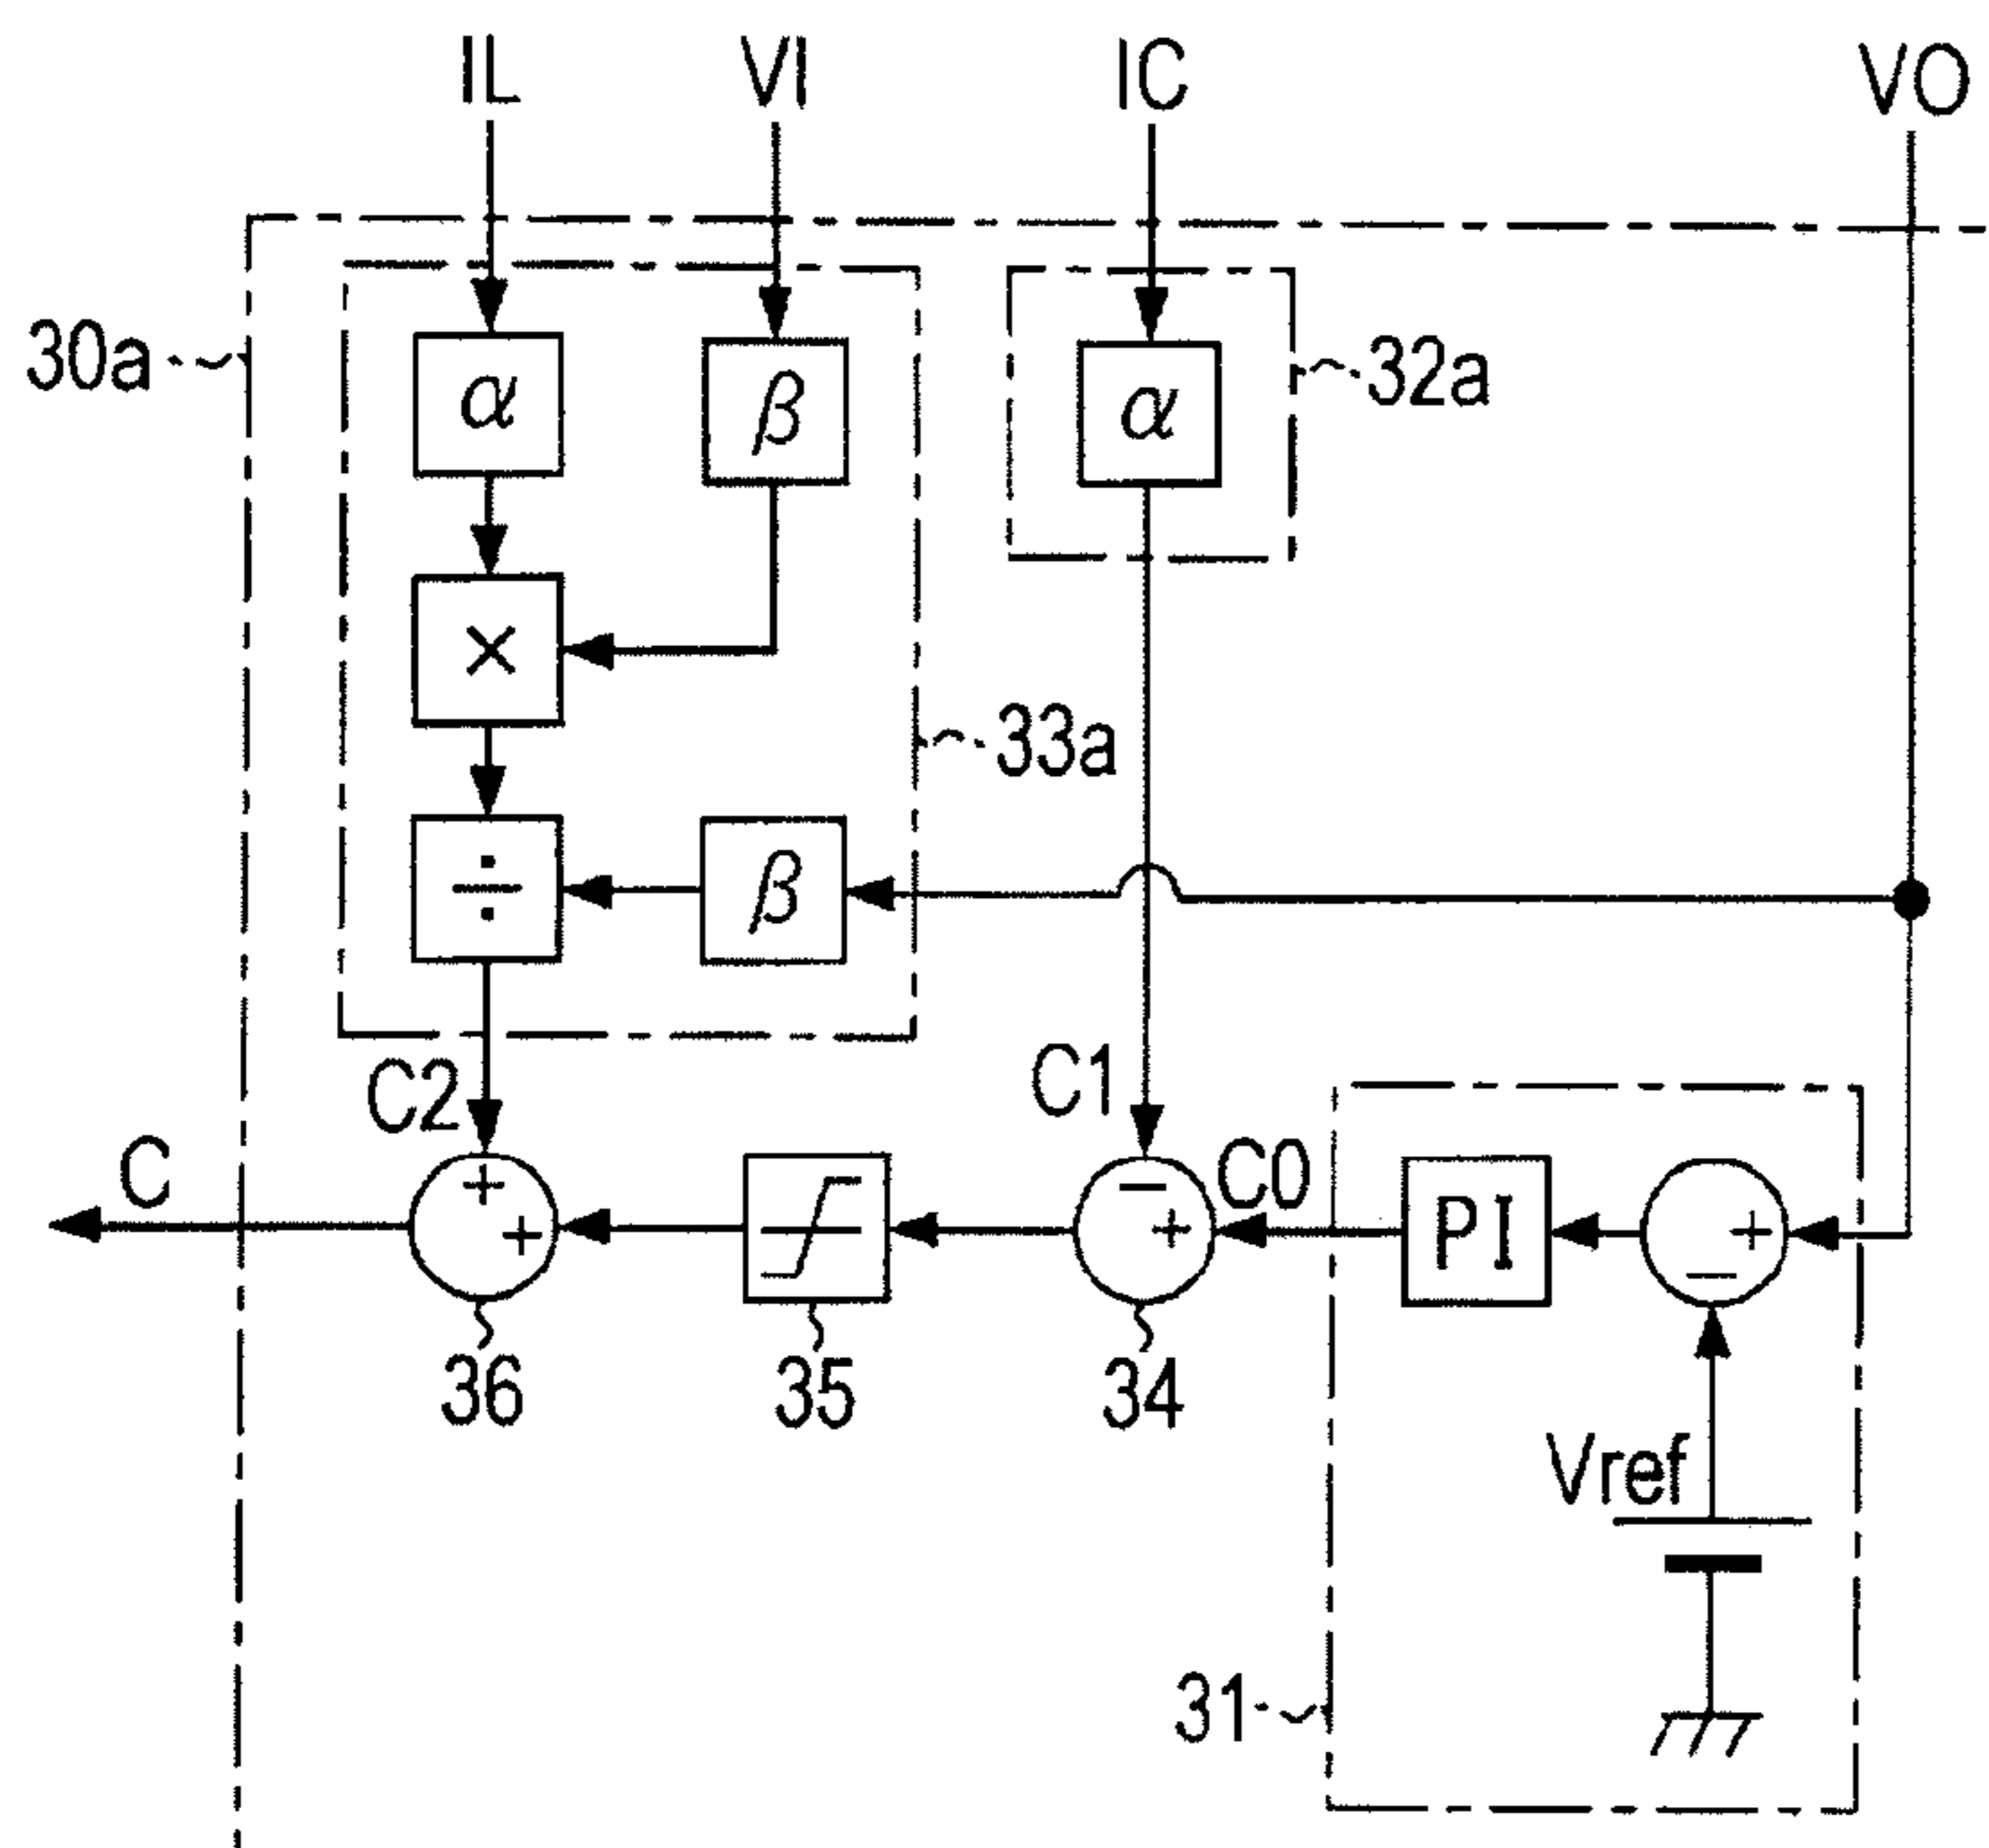 IL VI IC VO
30a
α β α 32a
×
33a
÷ β
C2 C1
C + + − + C0 PI + −
36 35 34
Vref
31